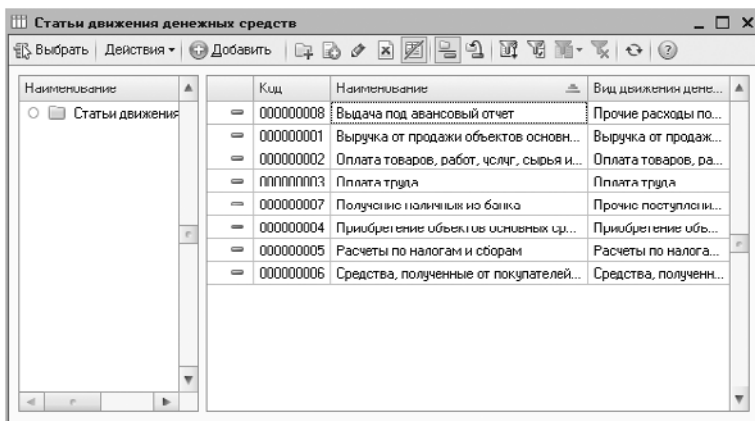 Статьи движения денежных средств
Выбрать Действия Добавить
Наименование
Статьи движения
Код Наименование Вид движения дене...
000000008 Выдача под авансовый отчет Прочие расходы по...
000000001 Выручка от продажи объектов основн... Выручка от продаж...
000000002 Оплата товаров, работ, услуг, сырья и... Оплата товаров, ра...
000000003 Оплата труда Оплата труда
000000007 Получение наличных из банка Прочие поступлени...
000000004 Приобретение объектов основных ср... Приобретение объ...
000000005 Расчеты по налогам и сборам Расчеты по налога...
000000006 Средства, полученные от покупателей... Средства, полученн...